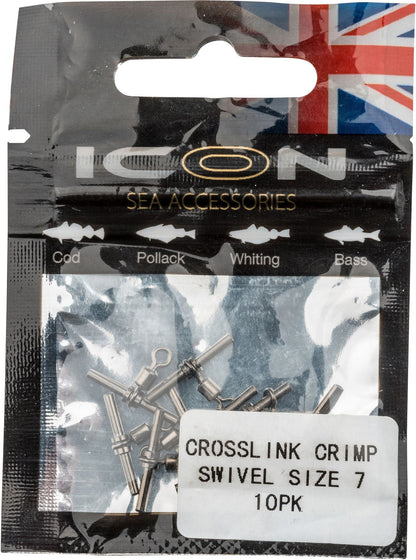 ICON
SEA ACCESSORIES
Cod Pollack Whiting Bass
CROSSLINK CRIMP
SWIVEL SIZE 7
10PK